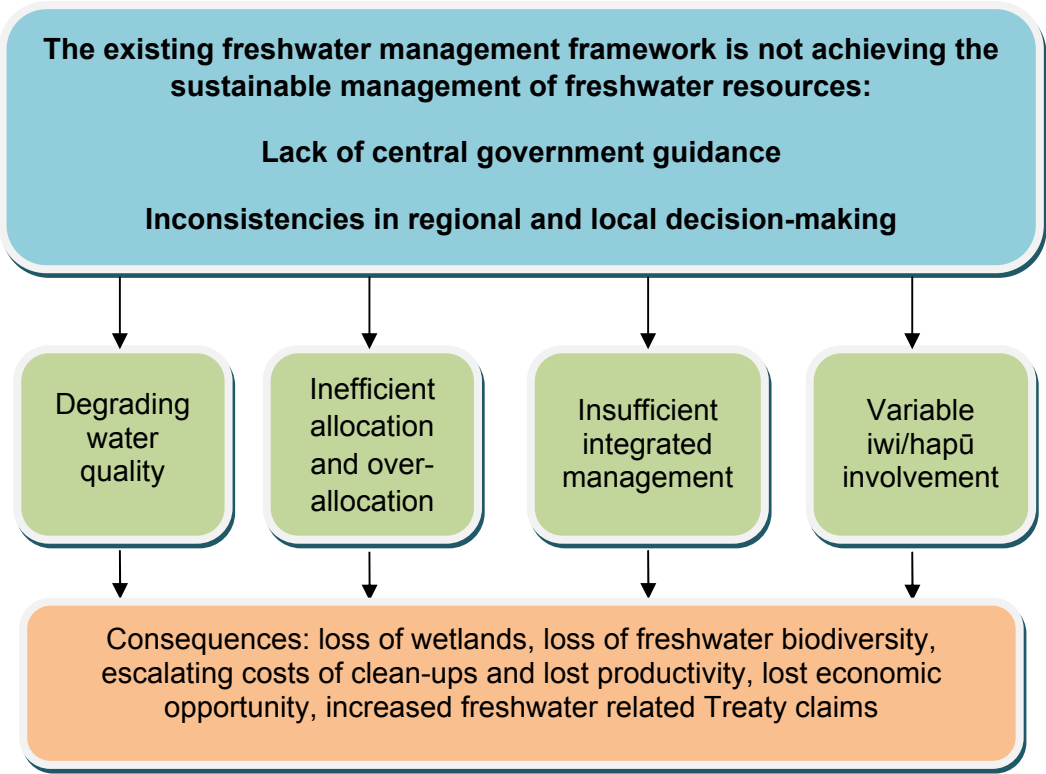 The existing freshwater management framework is not achieving the
sustainable management of freshwater resources:
Lack of central government guidance
Inconsistencies in regional and local decision-making
Degrading
water
quality
Inefficient
allocation
and over-
allocation
Insufficient
integrated
management
Variable
iwi/hapū
involvement
Consequences: loss of wetlands, loss of freshwater biodiversity,
escalating costs of clean-ups and lost productivity, lost economic
opportunity, increased freshwater related Treaty claims